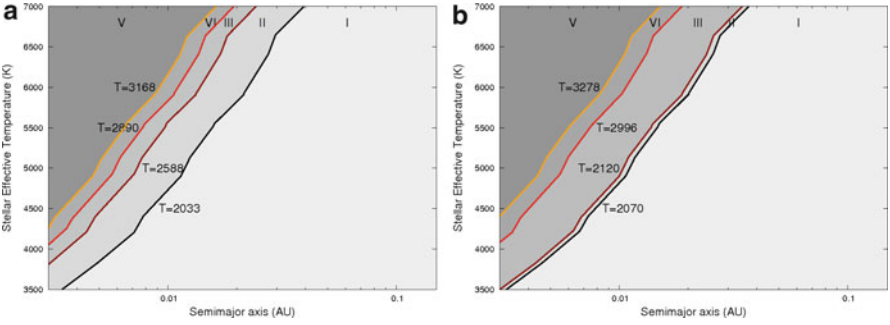 a
7000
6500
6000
5500
5000
4500
4000
3500
Stellar Effective Temperature (K)
V
VI
III
II
I
T=3168
T=2890
T=2588
T=2033
0.01
0.1
Semimajor axis (AU)
b
7000
6500
6000
5500
5000
4500
4000
3500
Stellar Effective Temperature (K)
V
VI
III
II
I
T=3278
T=2996
T=2120
T=2070
0.01
0.1
Semimajor axis (AU)